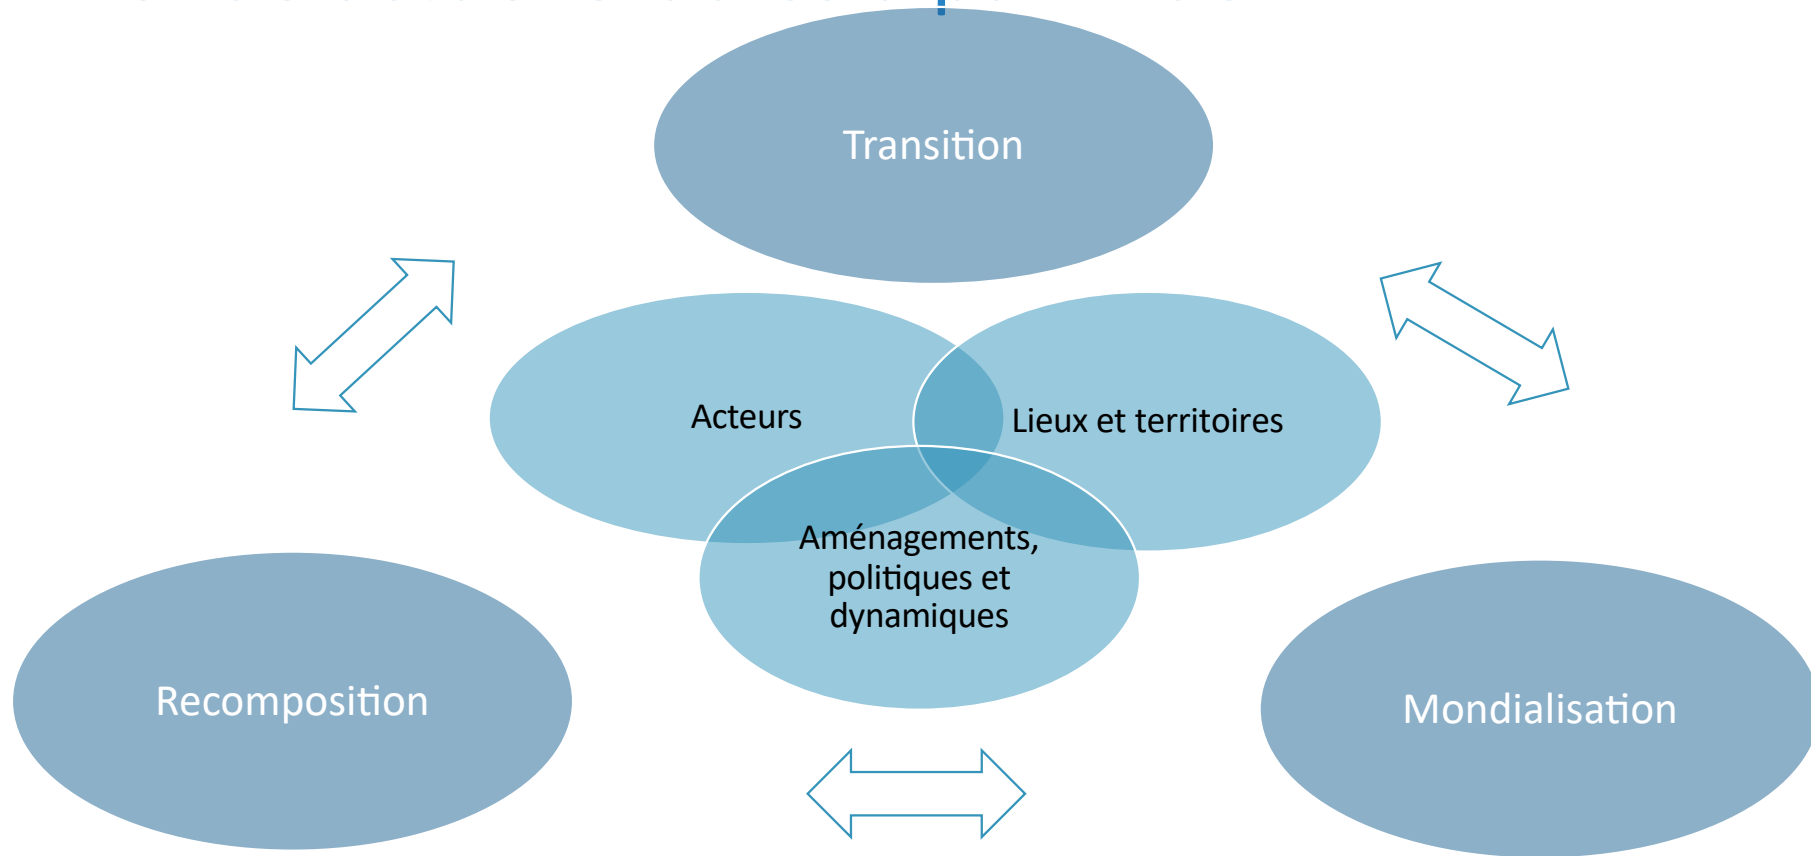 Transition
Acteurs
Lieux et territoires
Aménagements,
politiques et
dynamiques
Recomposition
Mondialisation